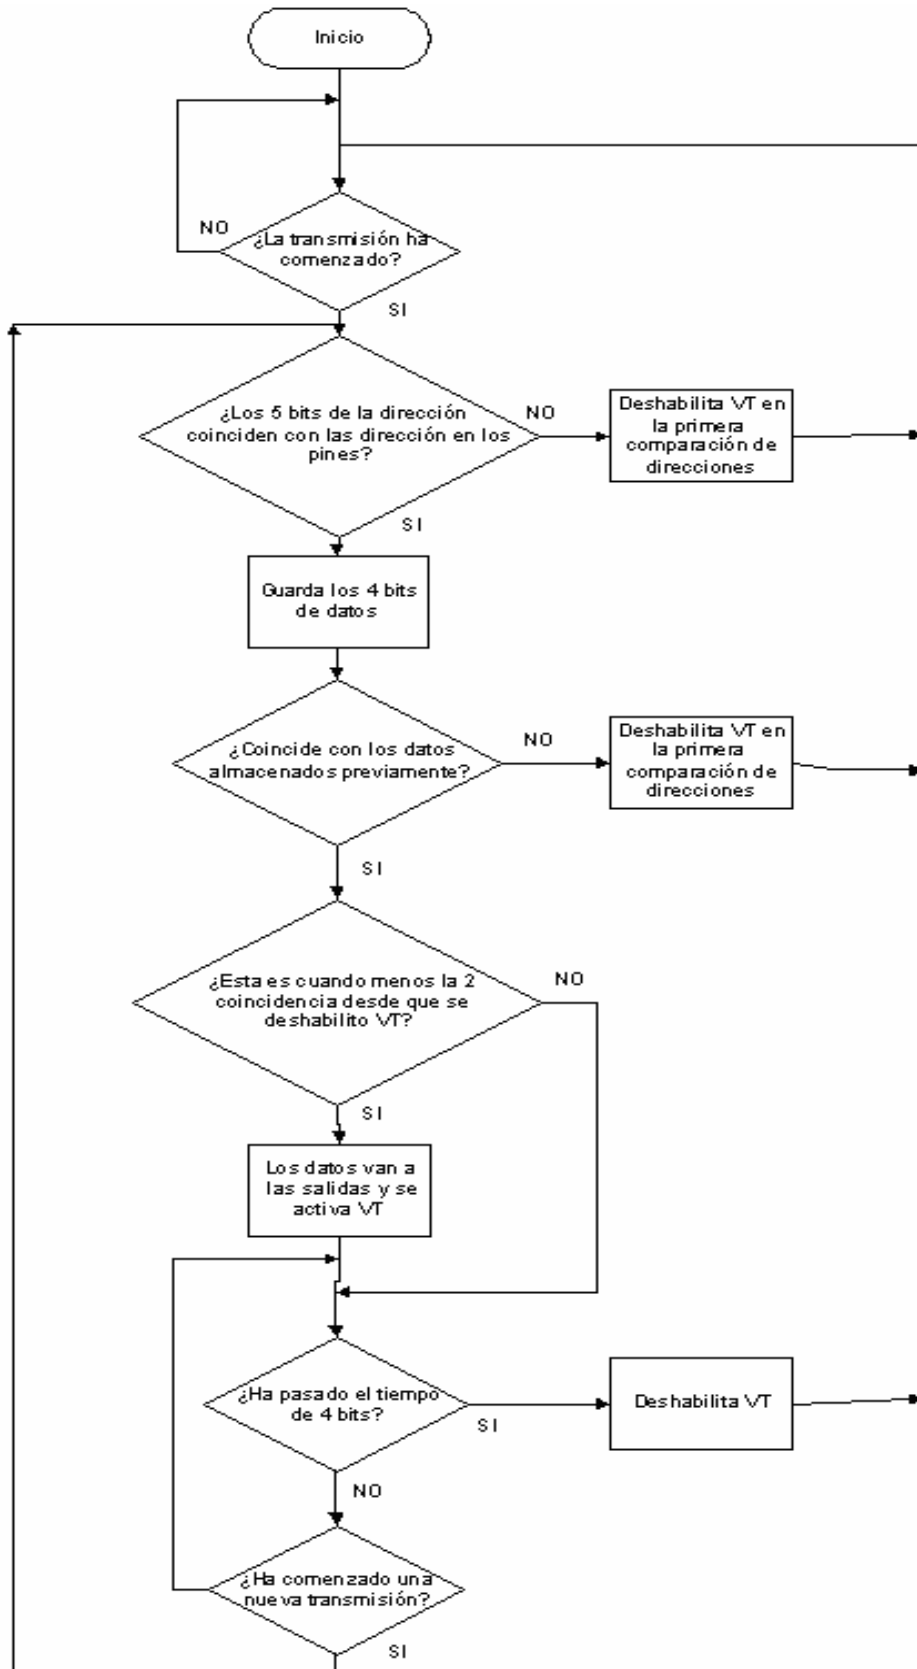 Inicio
NO
¿La transmisión ha
comenzado?
SI
¿Los 5 bits de la dirección
coinciden con las dirección en los
pines?
NO
Deshabilita VT en
la primera
comparación de
direcciones
SI
Guarda los 4 bits
de datos
¿Coincide con los datos
almacenados previamente?
NO
Deshabilita VT en
la primera
comparación de
direcciones
SI
¿Esta es cuando menos la 2
coincidencia desde que se
deshabilito VT?
NO
SI
Los datos van a
las salidas y se
activa VT
¿Ha pasado el tiempo
de 4 bits?
SI
Deshabilita VT
NO
¿Ha comenzado una
nueva transmisión?
SI